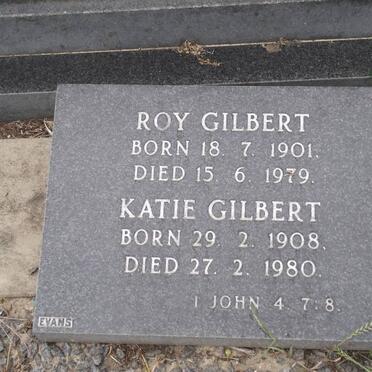 ROY GILBERT
BORN 18. 7. 1901.
DIED 15. 6. 1979.
KATIE GILBERT
BORN 29. 2. 1908.
DIED 27. 2. 1980.
I JOHN 4. 7: 8.
EVANS